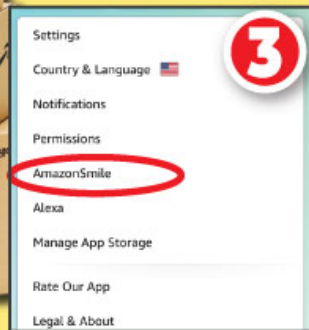 Settings
3
Country & Language
Notifications
Permissions
AmazonSmile
Alexa
Manage App Storage
Rate Our App
Legal & About